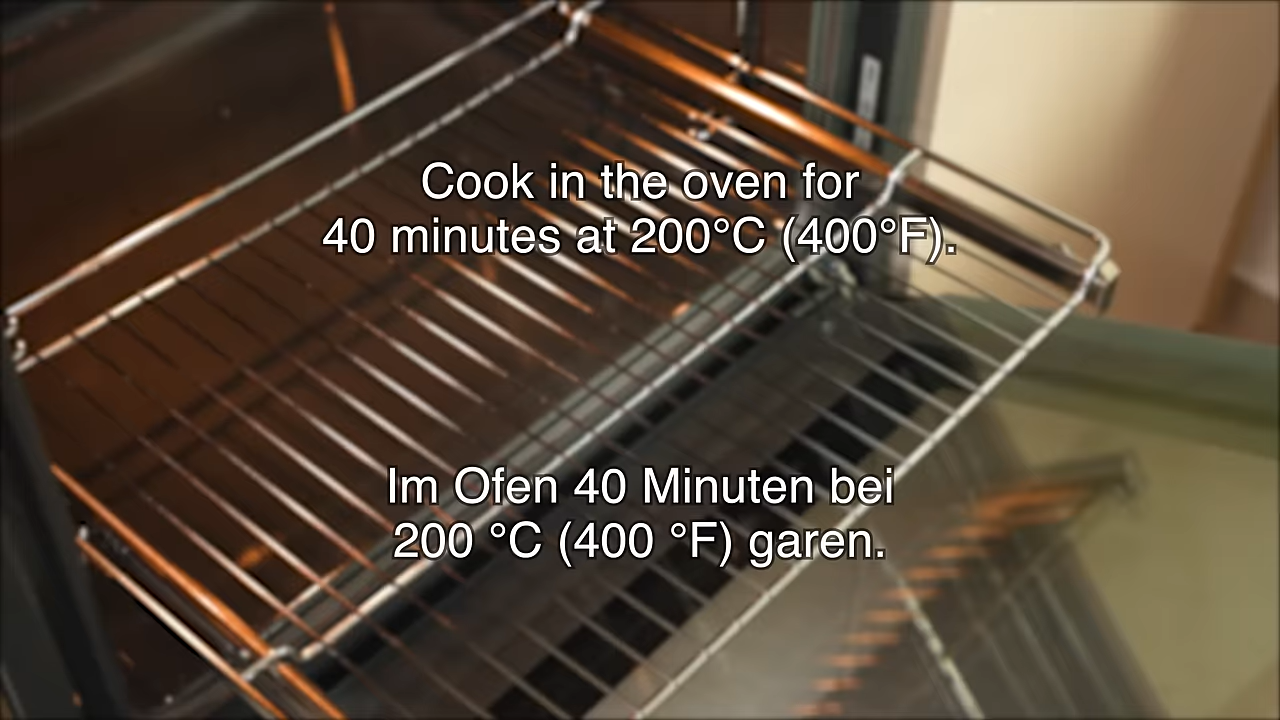 Cook in the oven for
40 minutes at 200°C (400°F).
Im Ofen 40 Minuten bei
200 °C (400 °F) garen.